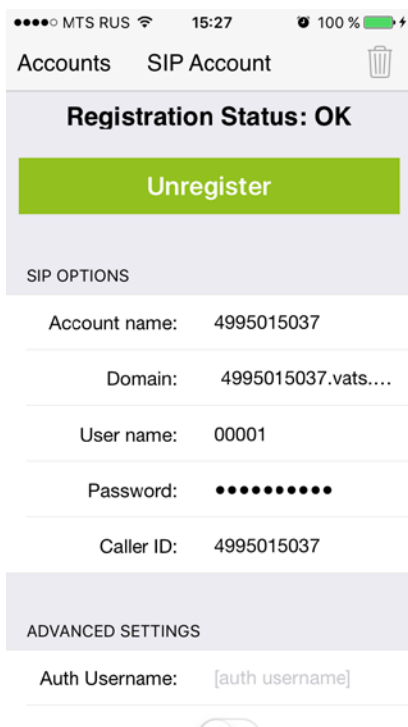 MTS RUS 15:27 100 %
Accounts SIP Account
Registration Status: OK
Unregister
SIP OPTIONS
Account name: 4995015037
Domain: 4995015037.vats....
User name: 00001
Password: ••••••••••
Caller ID: 4995015037
ADVANCED SETTINGS
Auth Username: [auth username]